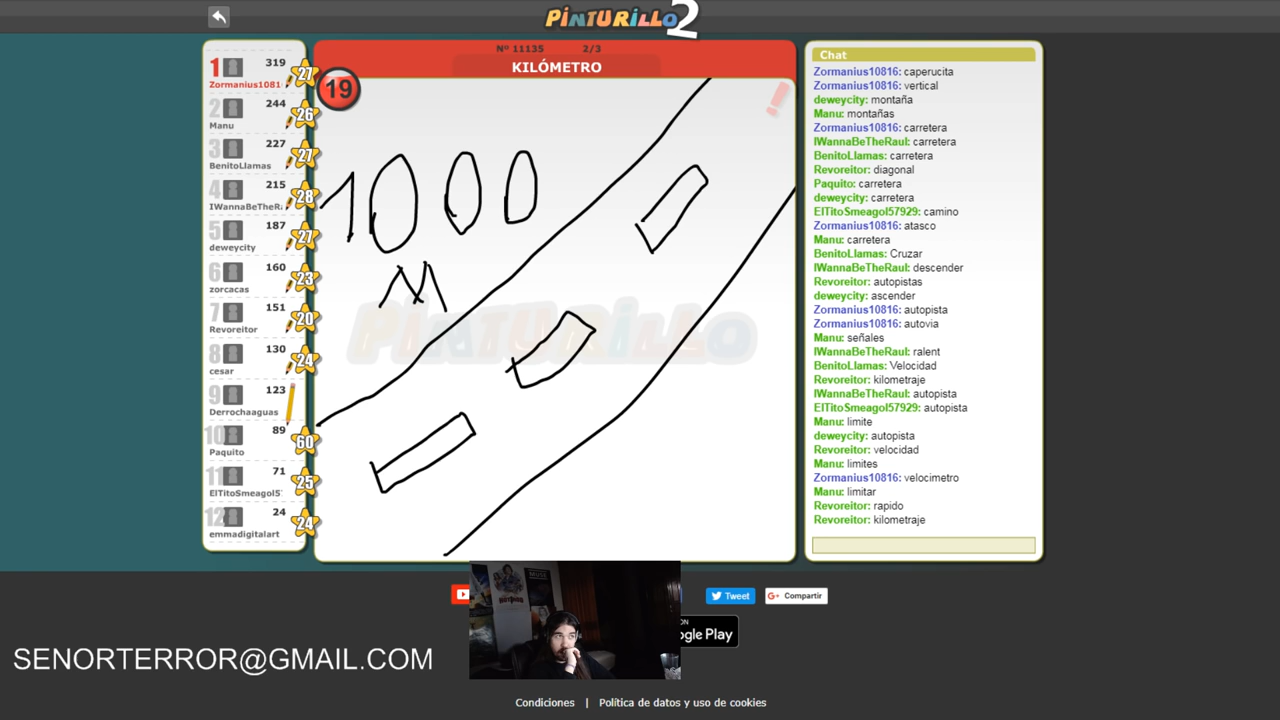 PINTURILLO 2
Nº 11135 2/3
KILÓMETRO
19
1 319 27
Zormanius1081
2 244 26
Manu
3 227 27
BenitoLlamas
4 215 28
IWannaBeTheRa
5 187 27
deweycity
6 160 23
zorcacas
7 151 20
Revoreitor
8 130 24
cesar
9 123
Derrochaaguas
10 89 60
Paquito
11 71 25
ElTitoSmeagol5
12 24 24
emmadigitalart
1000
M
PINTURILLO
Chat
Zormanius10816: caperucita
Zormanius10816: vertical
deweycity: montaña
Manu: montañas
Zormanius10816: carretera
IWannaBeTheRaul: carretera
BenitoLlamas: carretera
Revoreitor: diagonal
Paquito: carretera
deweycity: carretera
ElTitoSmeagol57929: camino
Zormanius10816: atasco
Manu: carretera
BenitoLlamas: Cruzar
IWannaBeTheRaul: descender
Revoreitor: autopistas
deweycity: ascender
Zormanius10816: autopista
Zormanius10816: autovia
Manu: señales
IWannaBeTheRaul: ralent
BenitoLlamas: Velocidad
Revoreitor: kilometraje
IWannaBeTheRaul: autopista
ElTitoSmeagol57929: autopista
Manu: limite
deweycity: autopista
Revoreitor: velocidad
Manu: limites
Zormanius10816: velocimetro
Manu: limitar
Revoreitor: rapido
Revoreitor: kilometraje
Tweet
G+ Compartir
ON
ogle Play
SENORTERROR@GMAIL.COM
Condiciones | Política de datos y uso de cookies